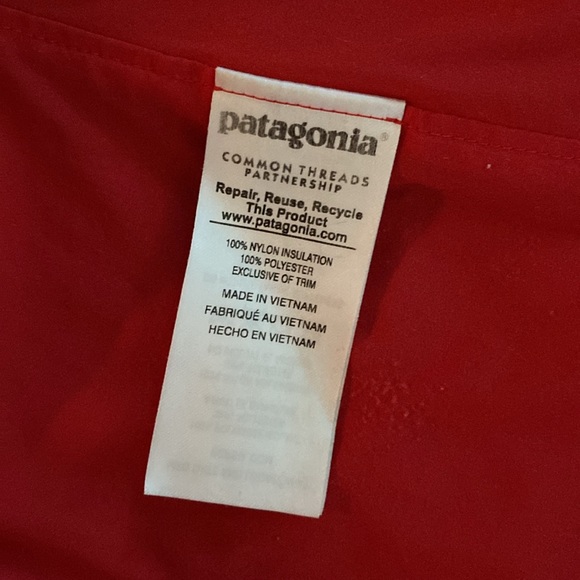 patagonia®
COMMON THREADS
PARTNERSHIP
Repair, Reuse, Recycle
This Product
www.patagonia.com
100% NYLON INSULATION
100% POLYESTER
EXCLUSIVE OF TRIM
MADE IN VIETNAM
FABRIQUÉ AU VIETNAM
HECHO EN VIETNAM